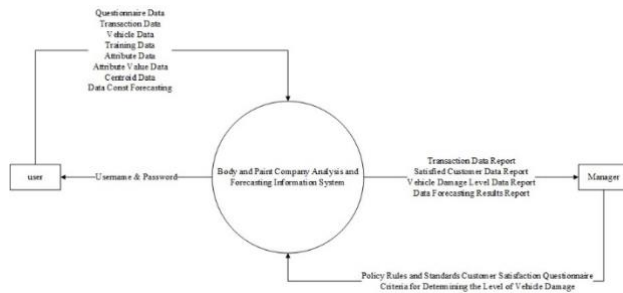 Questionnaire Data
Transaction Data
Vehicle Data
Training Data
Attribute Data
Attribute Value Data
Centroid Data
Data Const Forecasting
user
Username & Password
Body and Paint Company Analysis and
Forecasting Information System
Transaction Data Report
Satisfied Customer Data Report
Vehicle Damage Level Data Report
Data Forecasting Results Report
Manager
Policy Rules and Standards Customer Satisfaction Questionnaire
Criteria for Determining the Level of Vehicle Damage